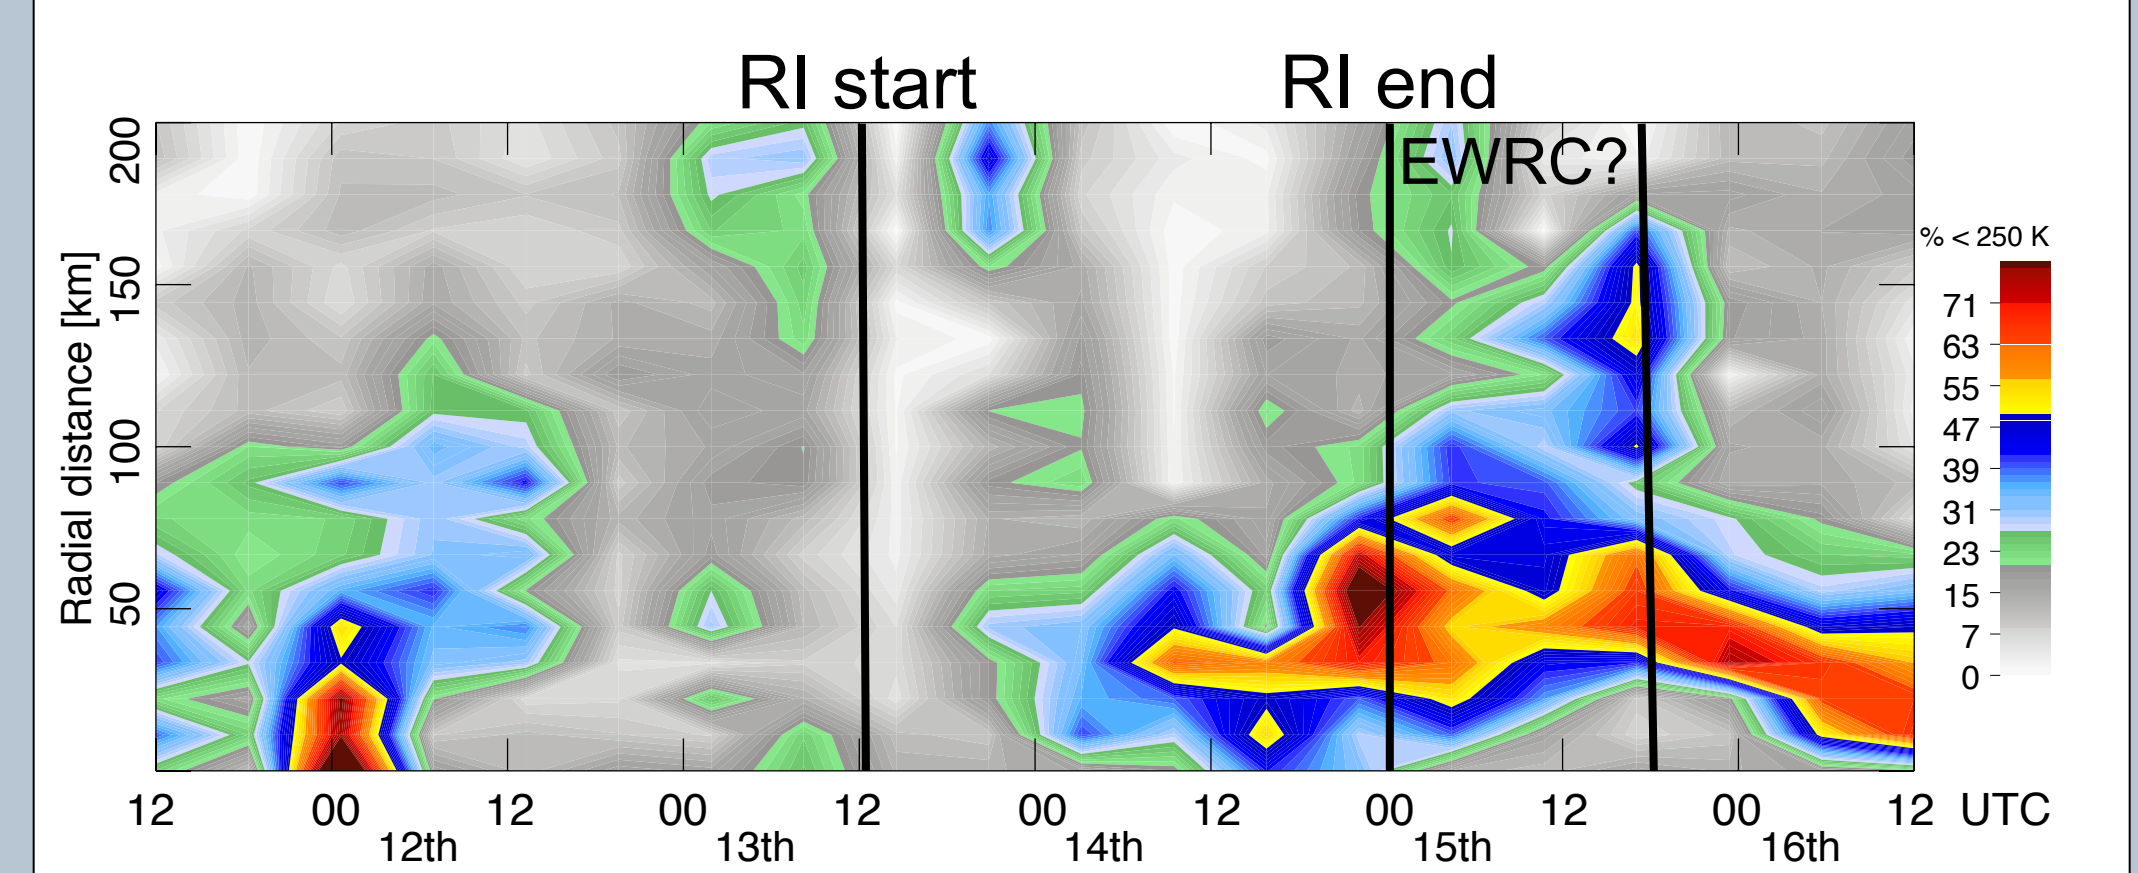 RI start RI end
EWRC?
Radial distance [km]
200
150
100
50
% < 250 K
71
63
55
47
39
31
23
15
7
0
12 00 12 00 12 00 12 00 12 00 12 UTC
12th 13th 14th 15th 16th